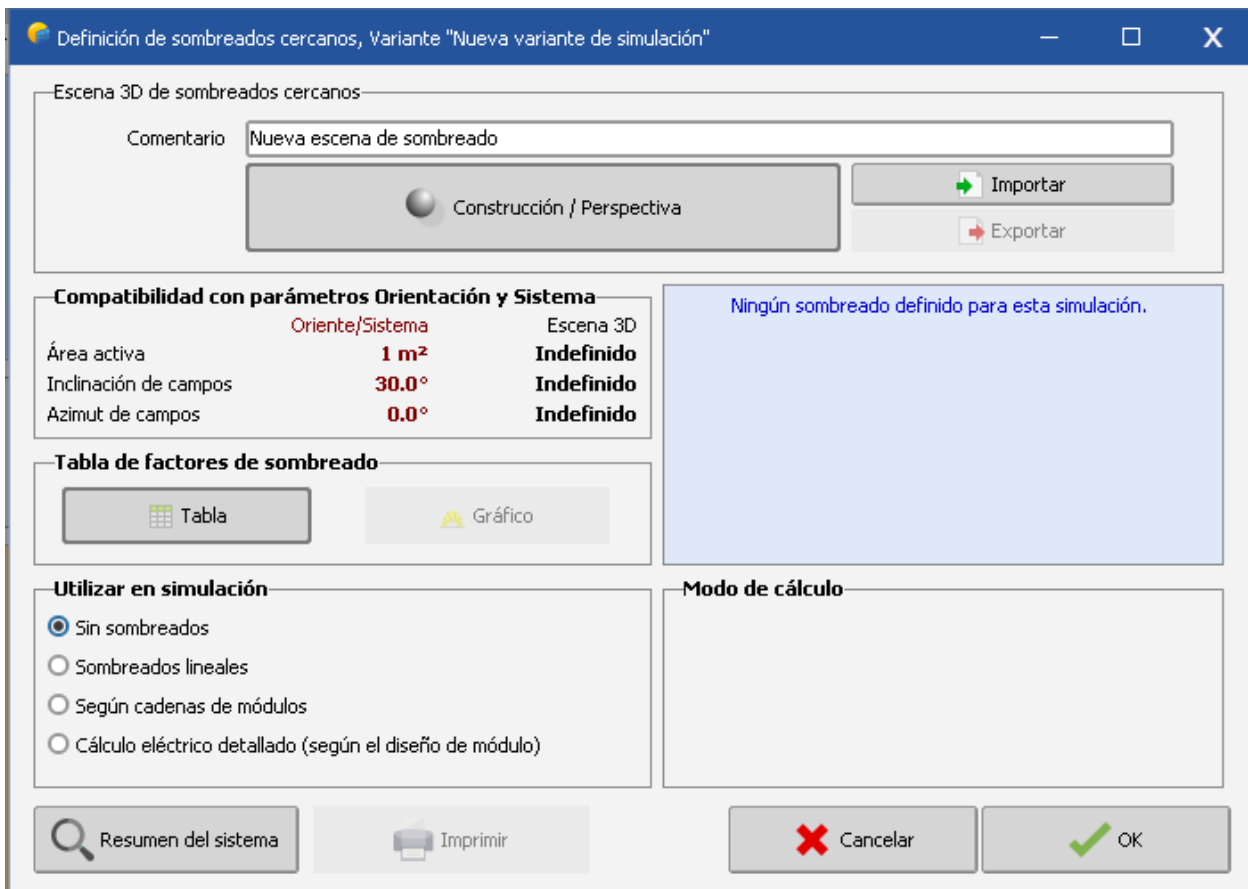 Definición de sombreados cercanos, Variante "Nueva variante de simulación"
Escena 3D de sombreados cercanos
Comentario Nueva escena de sombreado
Construcción / Perspectiva
Importar
Exportar
Compatibilidad con parámetros Orientación y Sistema
Oriente/Sistema Escena 3D
Área activa 1 m² Indefinido
Inclinación de campos 30.0° Indefinido
Azimut de campos 0.0° Indefinido
Ningún sombreado definido para esta simulación.
Tabla de factores de sombreado
Tabla Gráfico
Utilizar en simulación
Sin sombreados
Sombreados lineales
Según cadenas de módulos
Cálculo eléctrico detallado (según el diseño de módulo)
Modo de cálculo
Resumen del sistema Imprimir Cancelar OK